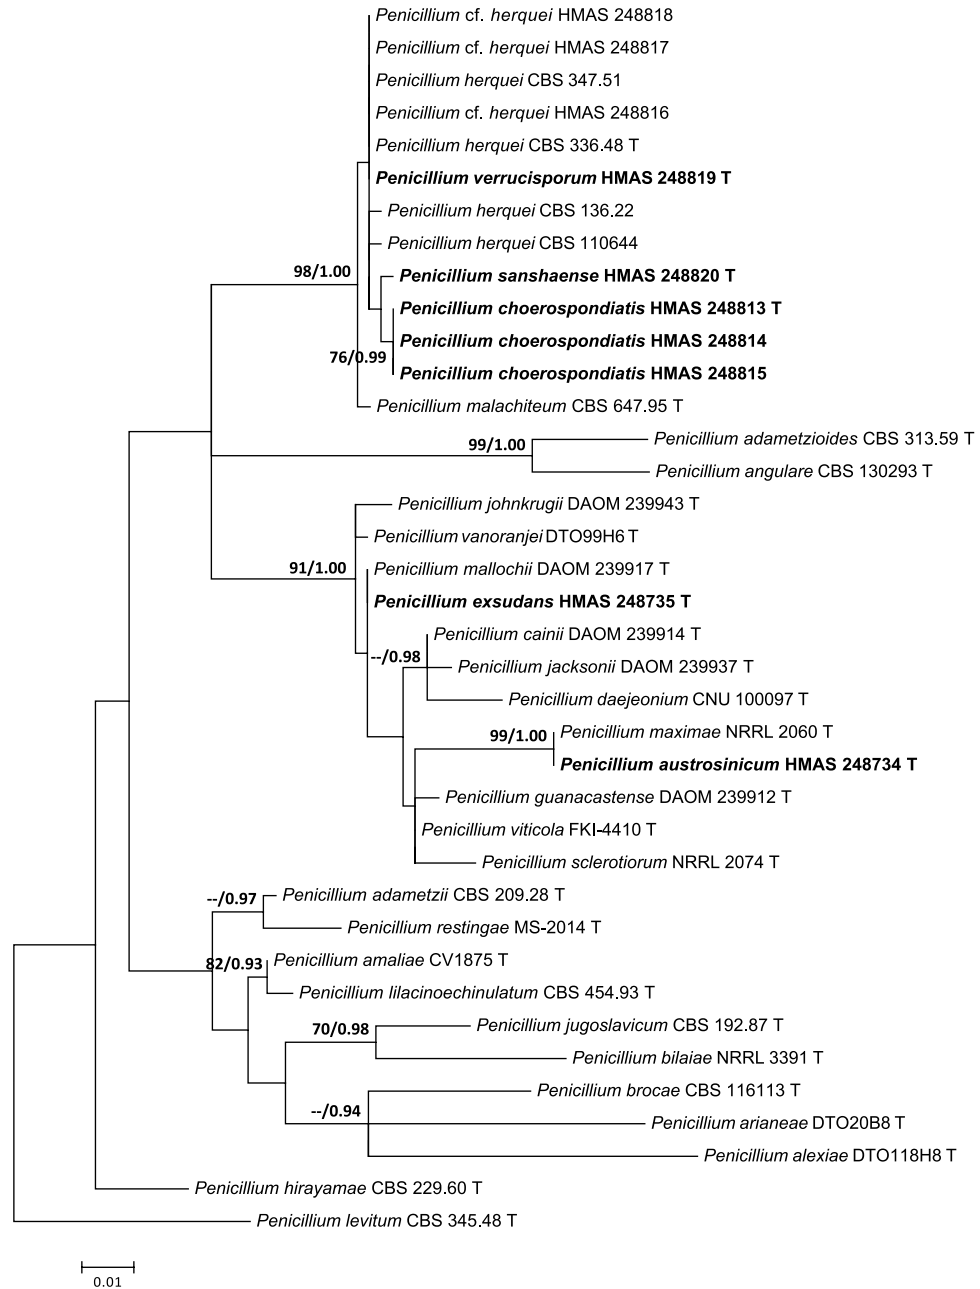 Penicillium cf. herquei HMAS 248818
Penicillium cf. herquei HMAS 248817
Penicillium herquei CBS 347.51
Penicillium cf. herquei HMAS 248816
Penicillium herquei CBS 336.48 T
Penicillium verrucisporum HMAS 248819 T
Penicillium herquei CBS 136.22
Penicillium herquei CBS 110644
98/1.00
Penicillium sanshaense HMAS 248820 T
Penicillium choerospondiatis HMAS 248813 T
Penicillium choerospondiatis HMAS 248814
76/0.99
Penicillium choerospondiatis HMAS 248815
Penicillium malachiteum CBS 647.95 T
Penicillium adametzioides CBS 313.59 T
99/1.00
Penicillium angulare CBS 130293 T
Penicillium johnkrugii DAOM 239943 T
Penicillium vanoranjei DTO99H6 T
91/1.00
Penicillium mallochii DAOM 239917 T
Penicillium exsudans HMAS 248735 T
Penicillium cainii DAOM 239914 T
--/0.98
Penicillium jacksonii DAOM 239937 T
Penicillium daejeonium CNU 100097 T
99/1.00
Penicillium maximae NRRL 2060 T
Penicillium austrosinicum HMAS 248734 T
Penicillium guanacastense DAOM 239912 T
Penicillium viticola FKI-4410 T
Penicillium sclerotiorum NRRL 2074 T
--/0.97
Penicillium adametzii CBS 209.28 T
Penicillium restingae MS-2014 T
82/0.93
Penicillium amaliae CV1875 T
Penicillium lilacinoechinulatum CBS 454.93 T
70/0.98
Penicillium jugoslavicum CBS 192.87 T
Penicillium bilaiae NRRL 3391 T
Penicillium brocae CBS 116113 T
--/0.94
Penicillium arianeae DTO20B8 T
Penicillium alexiae DTO118H8 T
Penicillium hirayamae CBS 229.60 T
Penicillium levitum CBS 345.48 T
0.01